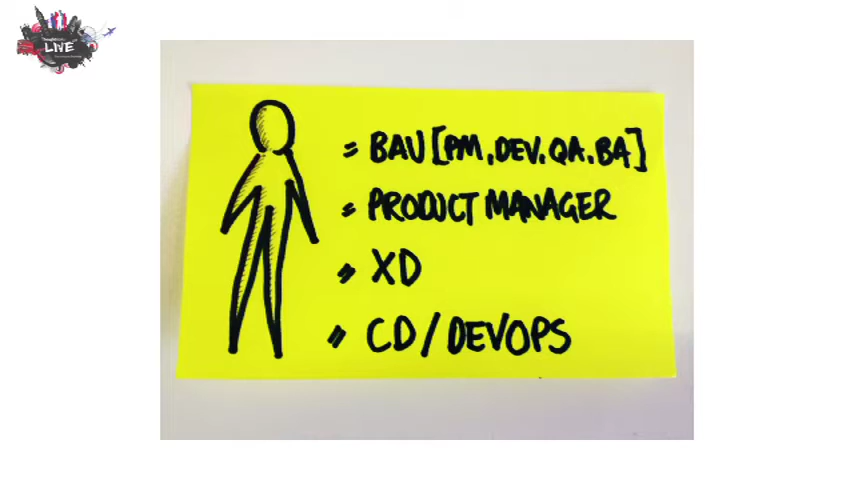 LIVE
= BAU [PM, DEV, QA, BA]
= PRODUCT MANAGER
= XD
= CD/DEVOPS